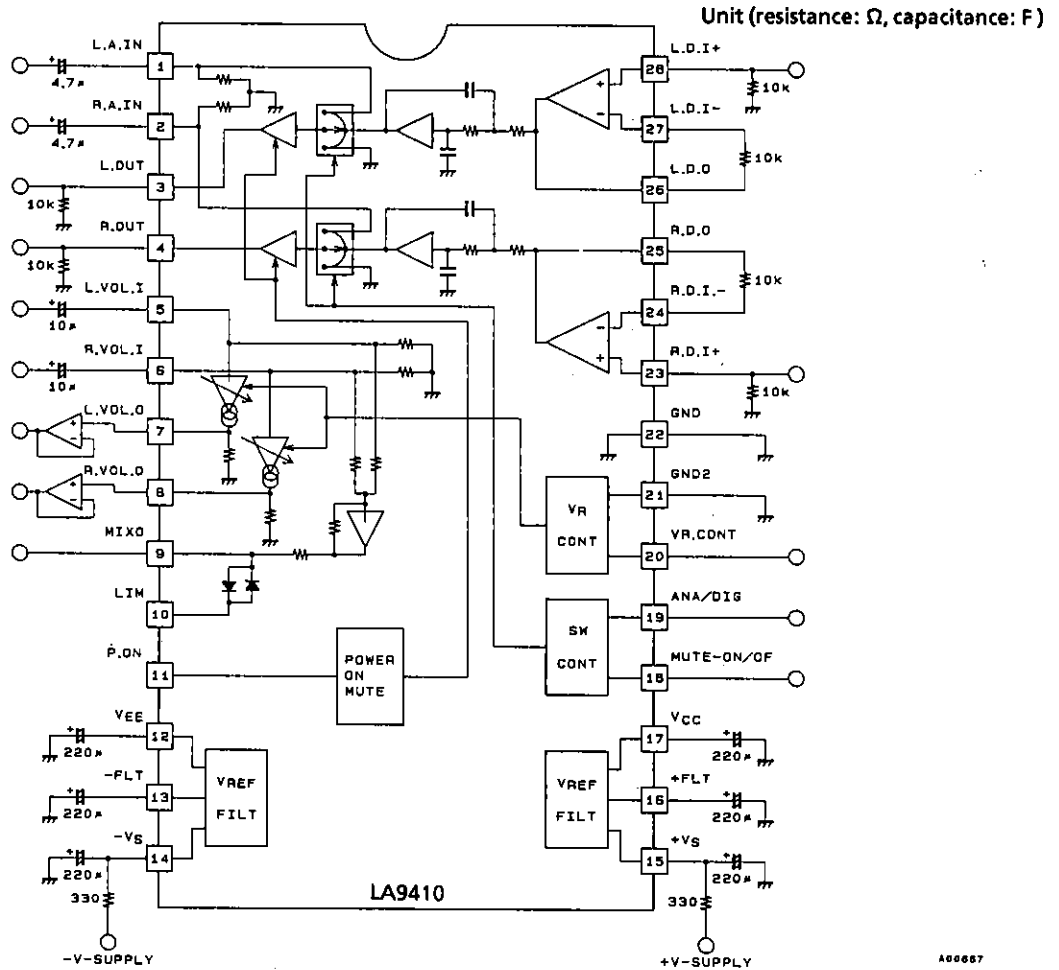 Unit (resistance: Ω, capacitance: F)
L.A.IN
+
4.7μ
1
R.A.IN
+
4.7μ
2
L.OUT
3
10k
R.OUT
4
10k
L.VOL.I
+
10μ
5
R.VOL.I
+
10μ
6
L.VOL.O
+
-
7
R.VOL.O
+
-
8
MIXO
9
LIM
10
P.ON
11
VEE
+
220μ
12
-FLT
+
220μ
13
-VS
+
220μ
14
330
-V-SUPPLY
POWER
ON
MUTE
VREF
FILT
LA9410
+
-
-
+
L.D.I+
28
10k
L.D.I-
27
10k
L.D.O
26
R.D.O
25
10k
R.D.I.-
24
R.D.I+
23
10k
GND
22
GND2
21
VR
CONT
VR.CONT
20
ANA/DIG
19
SW
CONT
MUTE-ON/OF
18
VCC
17
+
220μ
VREF
FILT
+FLT
16
+
220μ
+VS
15
+
220μ
330
+V-SUPPLY
A00667